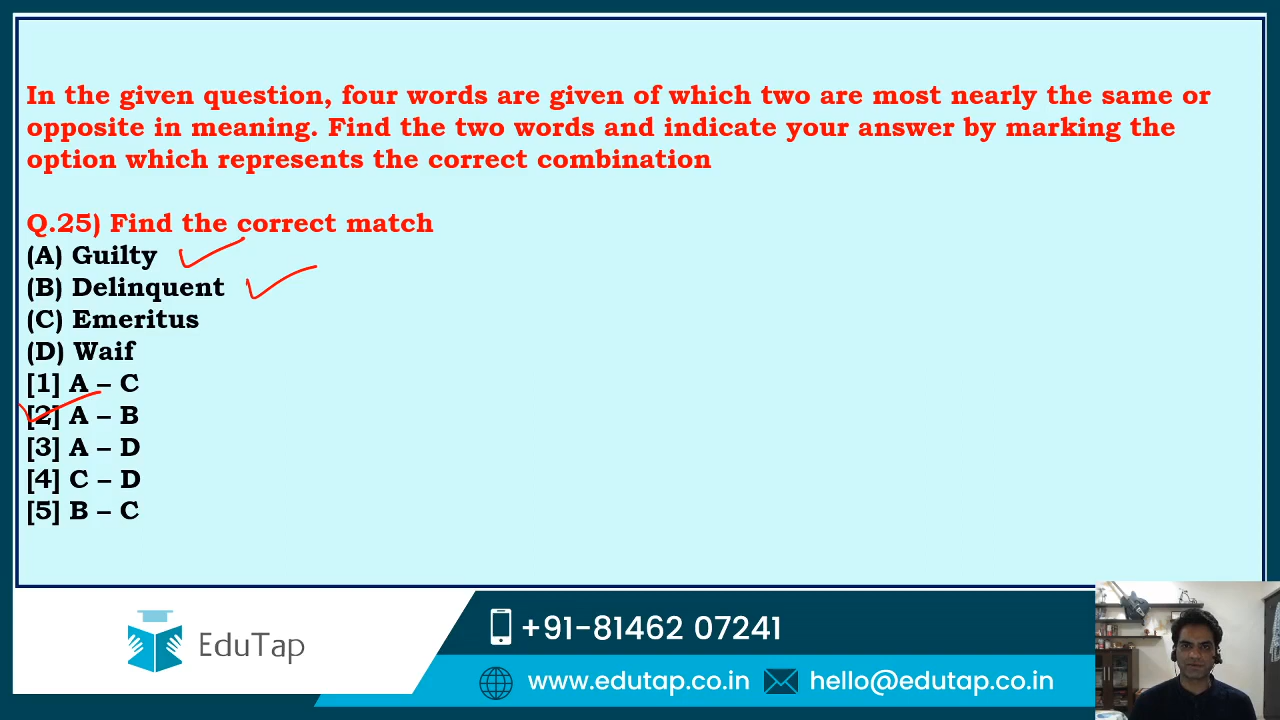 In the given question, four words are given of which two are most nearly the same or
opposite in meaning. Find the two words and indicate your answer by marking the
option which represents the correct combination
Q.25) Find the correct match
(A) Guilty
(B) Delinquent
(C) Emeritus
(D) Waif
[1] A – C
[2] A – B
[3] A – D
[4] C – D
[5] B – C
EduTap
+91-81462 07241
www.edutap.co.in
hello@edutap.co.in